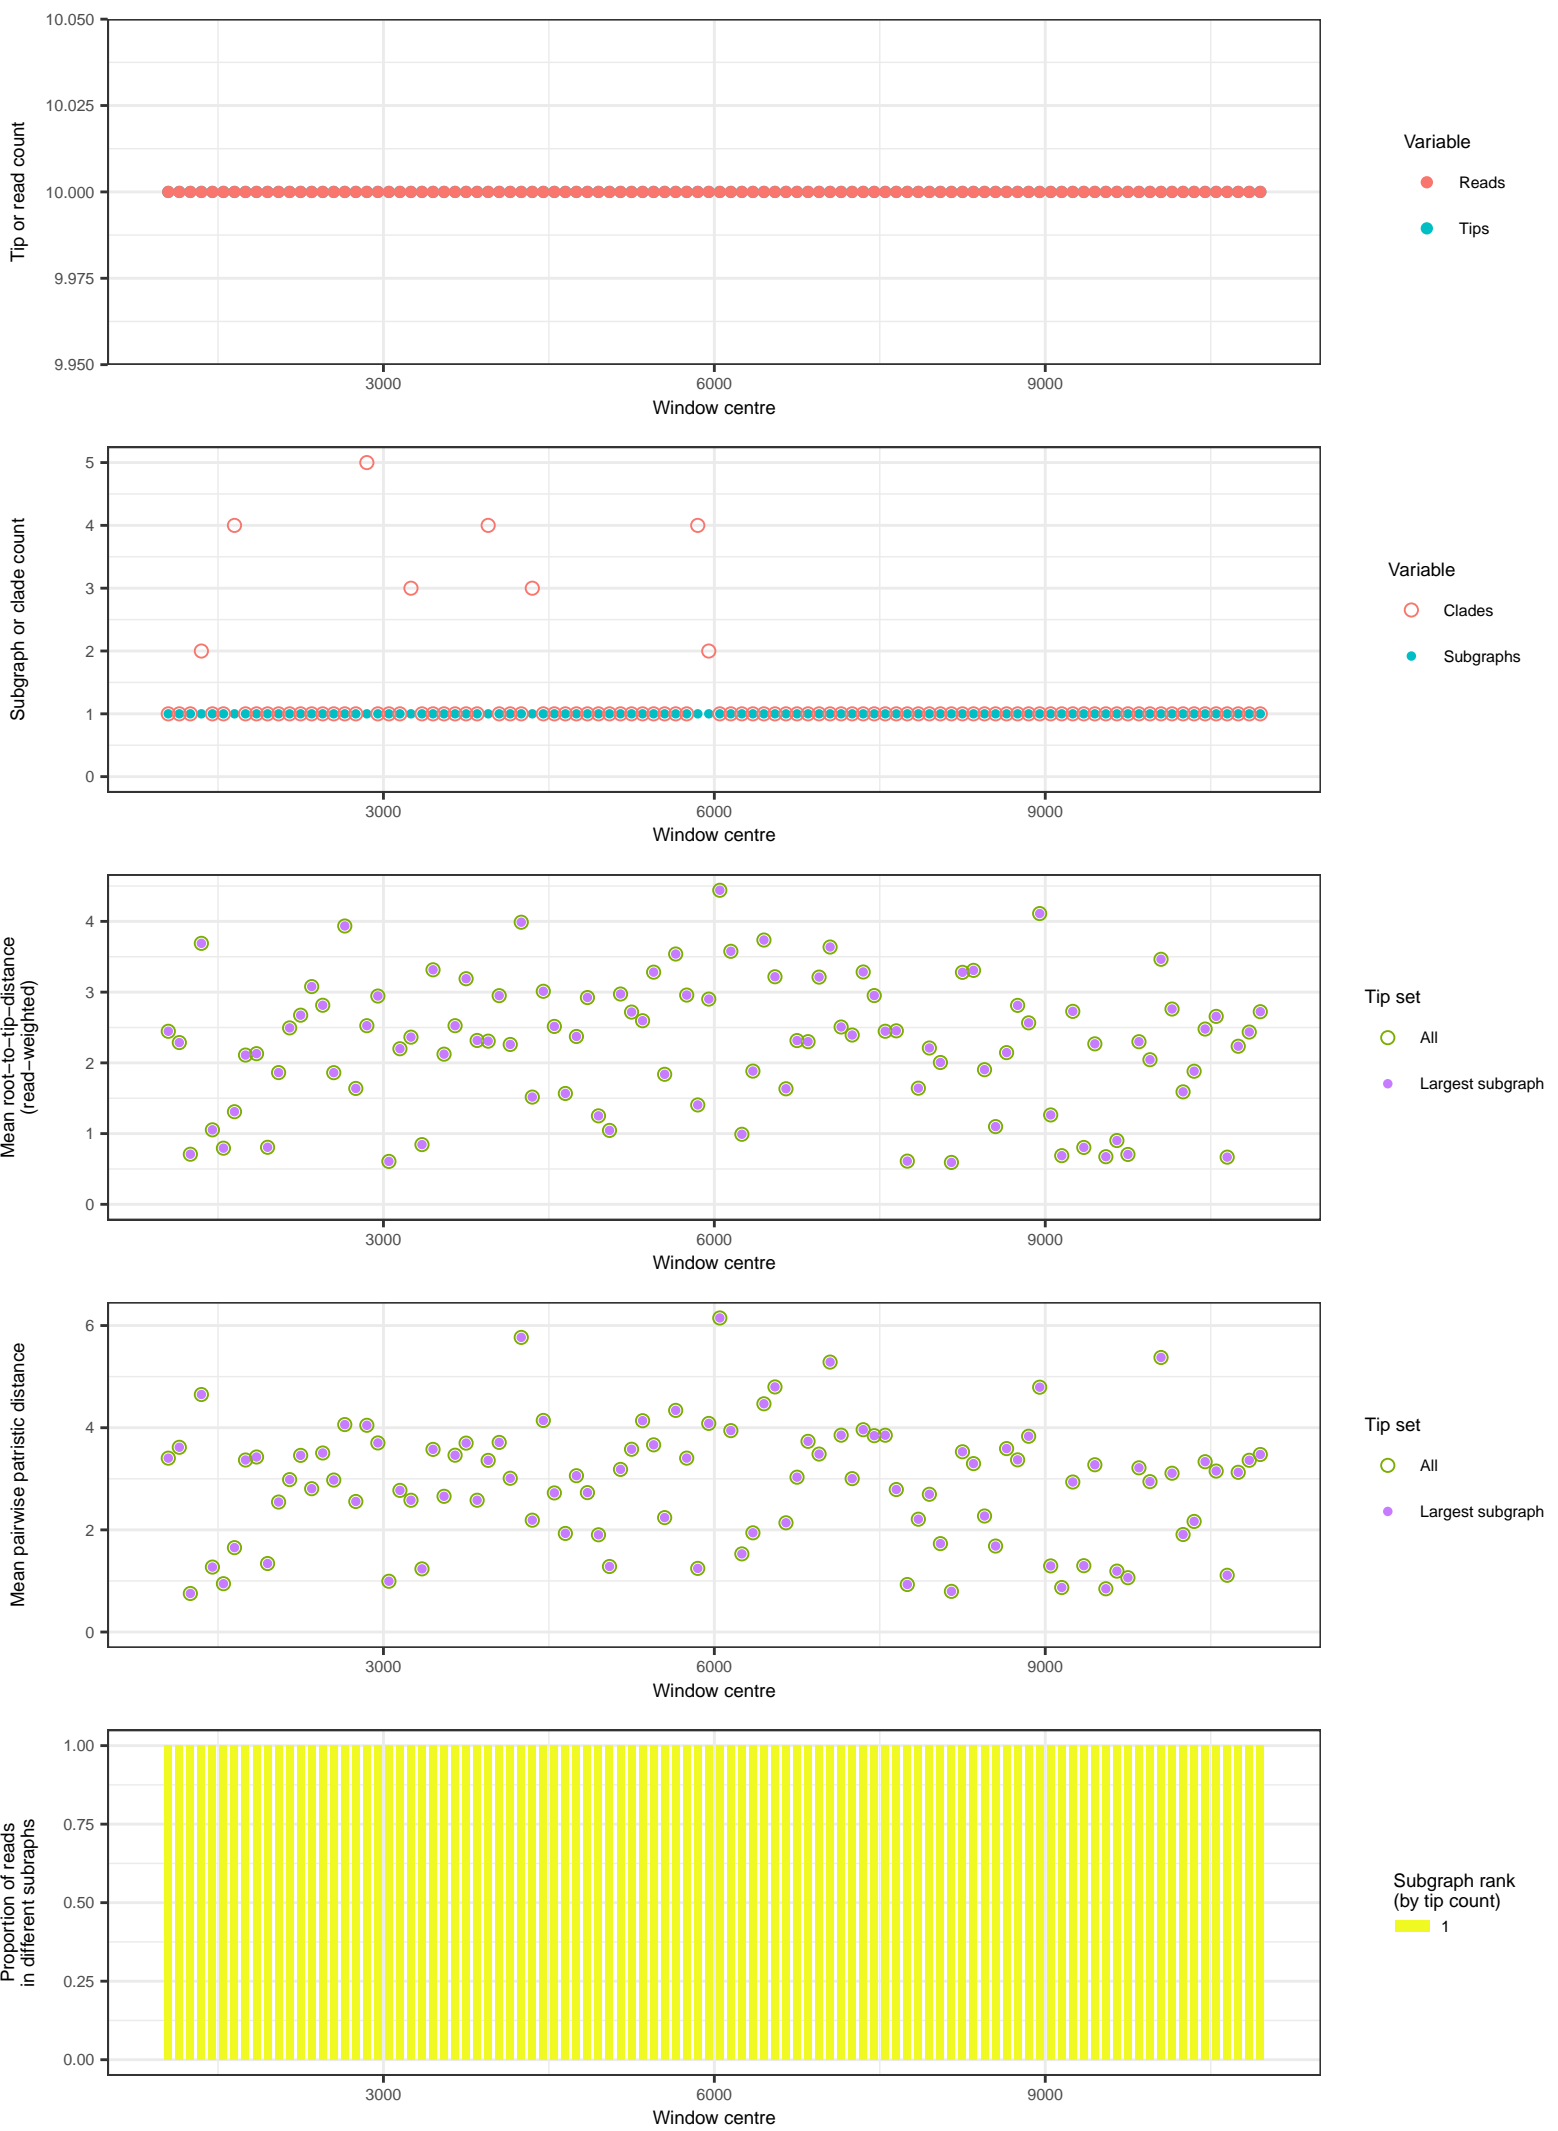 10.050
10.025
10.000
9.975
9.950
Tip or read count
3000
6000
9000
Window centre
Variable
Reads
Tips
5
4
3
2
1
0
Subgraph or clade count
3000
6000
9000
Window centre
Variable
Clades
Subgraphs
4
3
2
1
0
Mean root−to−tip−distance
(read−weighted)
3000
6000
9000
Window centre
Tip set
All
Largest subgraph
6
4
2
0
Mean pairwise patristic distance
3000
6000
9000
Window centre
Tip set
All
Largest subgraph
1.00
0.75
0.50
0.25
0.00
Proportion of reads
in different subraphs
3000
6000
9000
Window centre
Subgraph rank
(by tip count)
1